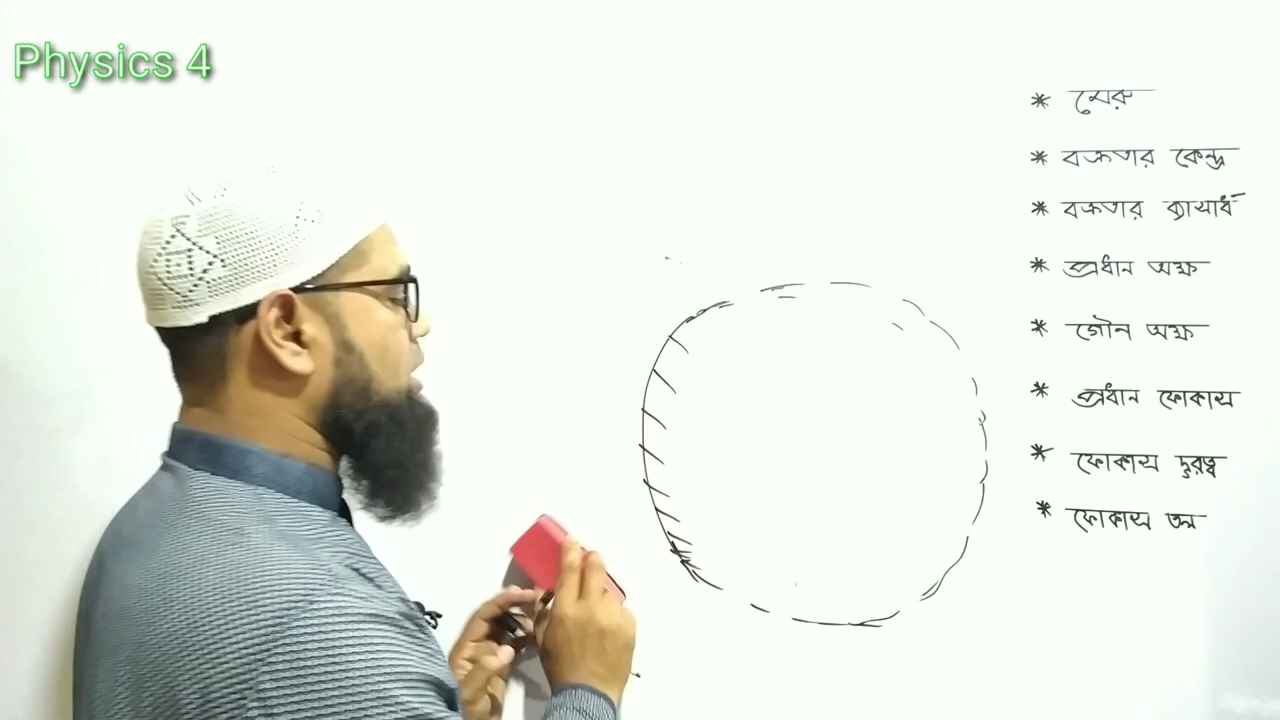 Physics 4
* মেরু
* বক্রতার কেন্দ্র
* বক্রতার ব্যাসার্ধ
* প্রধান অক্ষ
* গৌন অক্ষ
* প্রধান ফোকাস
* ফোকাস দুরত্ব
* ফোকাস তল